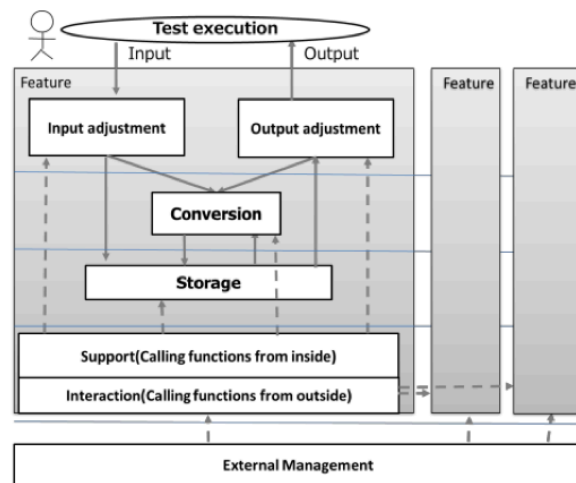 Test execution
Input
Output
Feature
Feature
Feature
Input adjustment
Output adjustment
Conversion
Storage
Support(Calling functions from inside)
Interaction(Calling functions from outside)
External Management